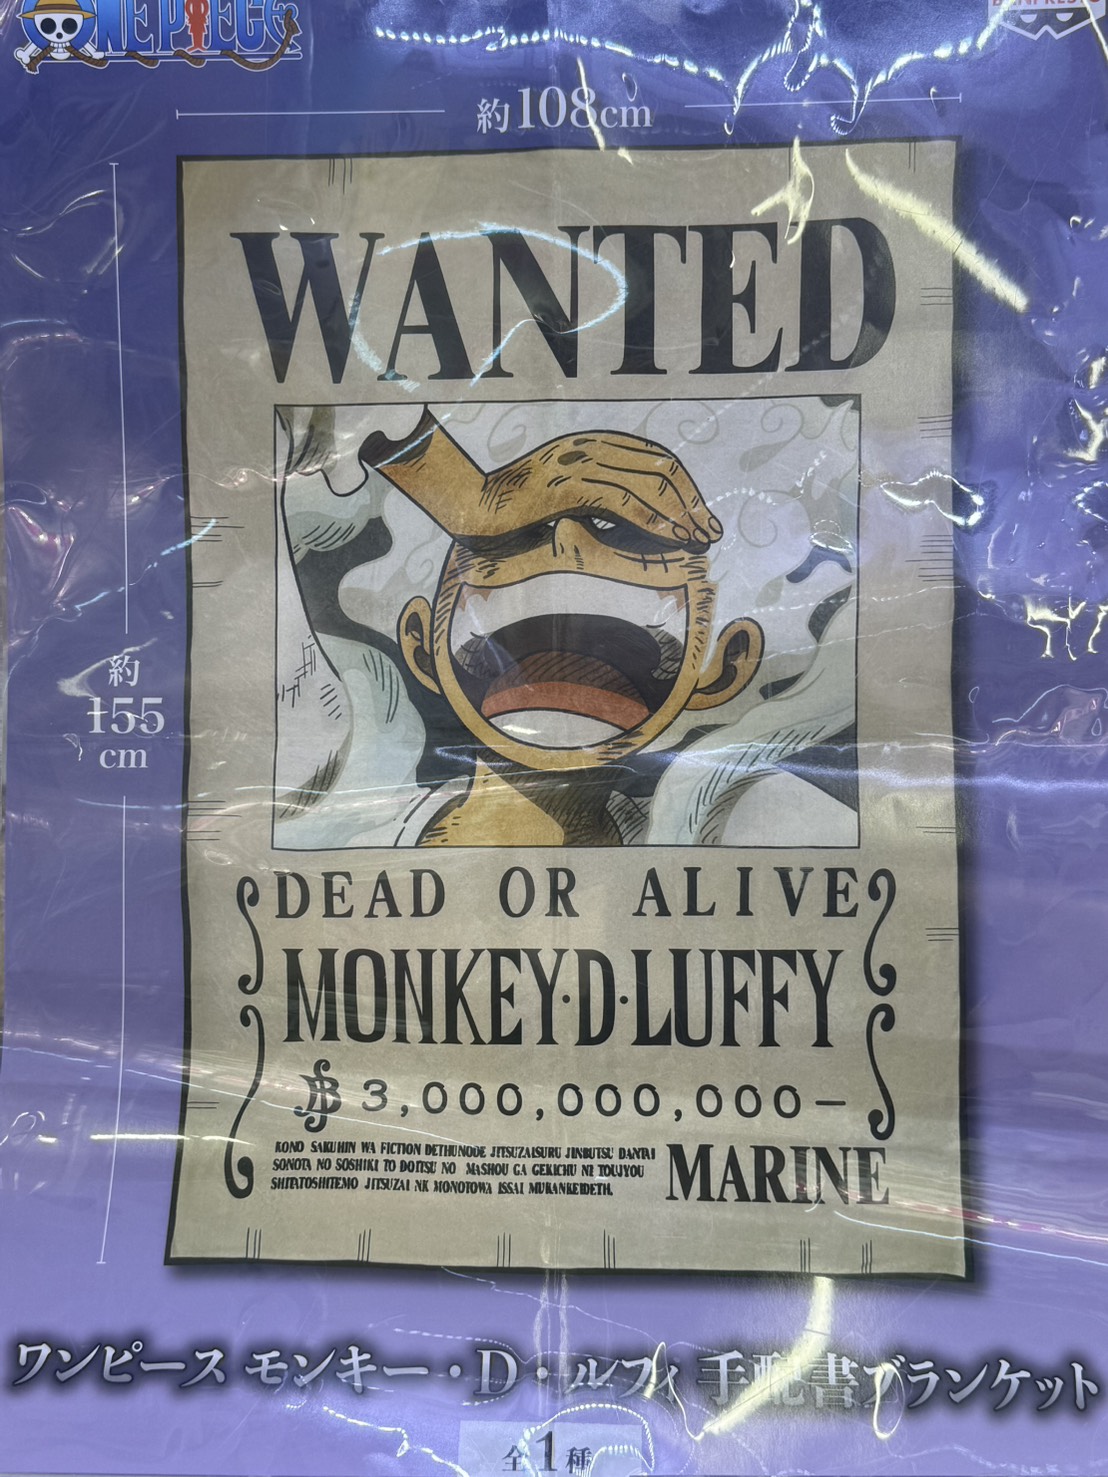 ONE PIECE
BANPRESTO
約108cm
約
155
cm
WANTED
DEAD OR ALIVE
MONKEY·D·LUFFY
฿3,000,000,000-
KONO SAKUHIN WA FICTION DETHUNODE JITSUZAISURU JINBUTSU DANTAI
SONOTA NO SOSHIKI TO DOITSU NO MASHOU GA GEKICHU NI TOUJYOU
SHITATOSHITEMO JITSUZAI NK MONOTOWA ISSAI MUKANKEIDETH.
MARINE
ワンピース モンキー・D・ルフィ 手配書ブランケット
全1種